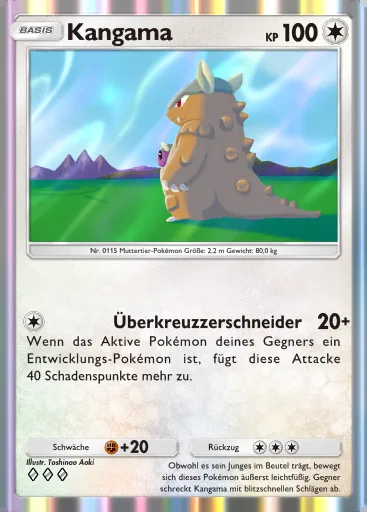 BASIS Kangama KP 100
Nr. 0115 Muttertier-Pokémon Größe: 2,2 m Gewicht: 80,0 kg
Überkreuzzerschneider 20+
Wenn das Aktive Pokémon deines Gegners ein
Entwicklungs-Pokémon ist, fügt diese Attacke
40 Schadenspunkte mehr zu.
Schwäche +20 Rückzug
Illustr. Toshinao Aoki
Obwohl es sein Junges im Beutel trägt, bewegt
sich dieses Pokémon äußerst leichtfüßig. Gegner
schreckt Kangama mit blitzschnellen Schlägen ab.